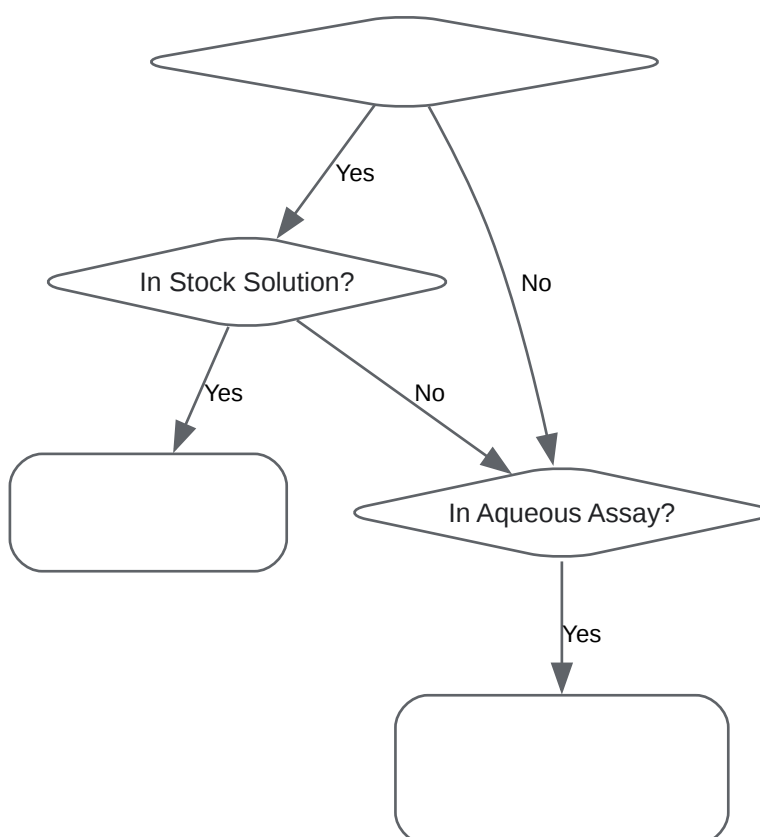 Yes
In Stock Solution?
No
Yes
No
In Aqueous Assay?
Yes